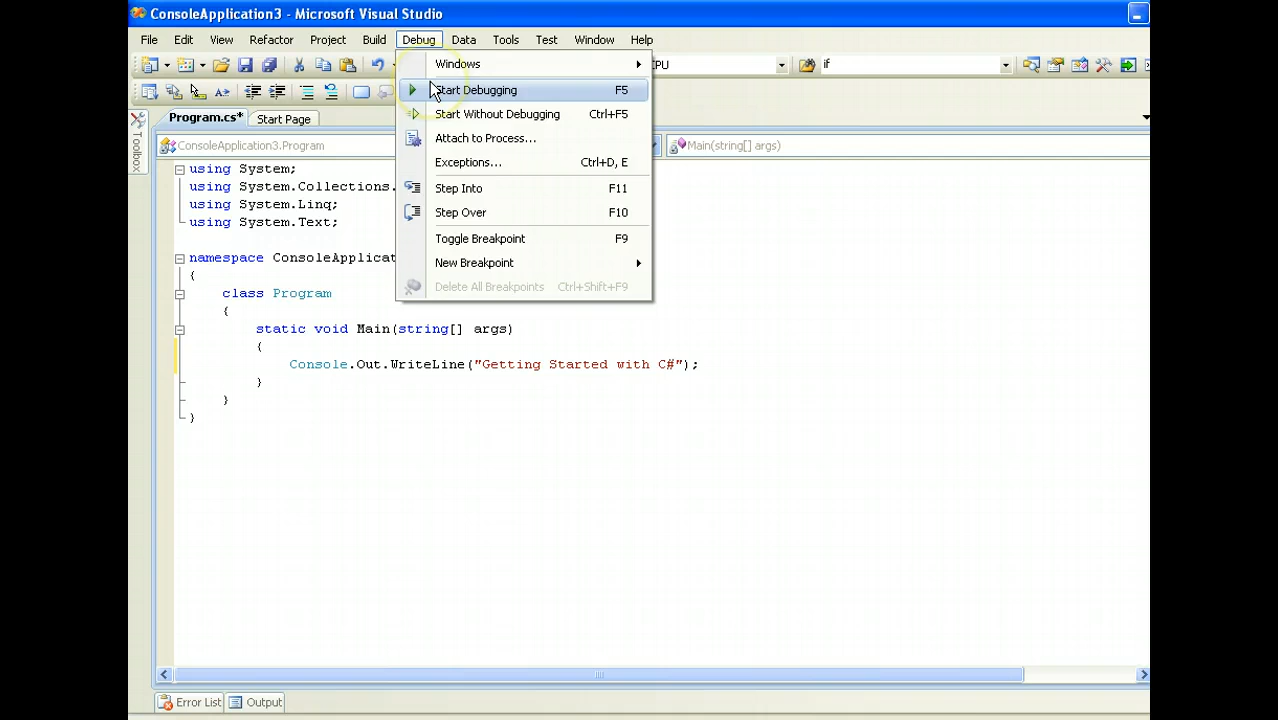 ConsoleApplication3 - Microsoft Visual Studio
File Edit View Refactor Project Build Debug Data Tools Test Window Help
Windows
if
Start Debugging F5
Start Without Debugging Ctrl+F5
Program.cs* Start Page
Attach to Process...
Toolbox
ConsoleApplication3.Program
Main(string[] args)
Exceptions... Ctrl+D, E
using System;
using System.Collections.
Step Into F11
using System.Linq;
Step Over F10
using System.Text;
Toggle Breakpoint F9
namespace ConsoleApplicat
New Breakpoint
{
Delete All Breakpoints Ctrl+Shift+F9
class Program
{
static void Main(string[] args)
{
Console.Out.WriteLine("Getting Started with C#");
}
}
}
Error List Output